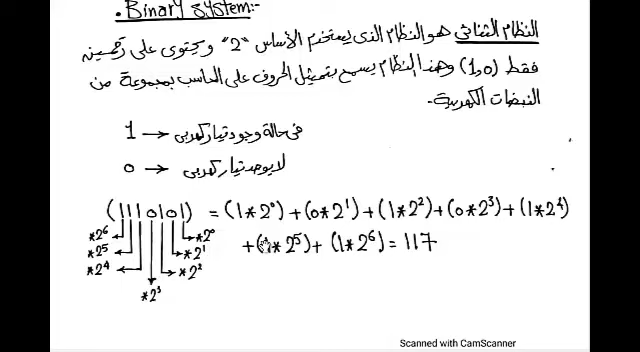 . Binary system:-
النظام الثنائي هو النظام الذى يستخدم الأساس "2" ويحتوى على رقمين
فقط (1,0) وهذا النظام يسمح بتمثيل الحروف على الحاسب بمجموعة من
النبضات الكهربية.
فى حالة وجود تيار كهربى → 1
لا يوجد تيار كهربى → 0
(1110101) = (1*2⁰) + (0*2¹) + (1*2²) + (0*2³) + (1*2⁴)
*2⁶ *2⁰ + (1*2⁵) + (1*2⁶) = 117
*2⁵ *2¹
*2⁴ *2²
*2³
Scanned with CamScanner